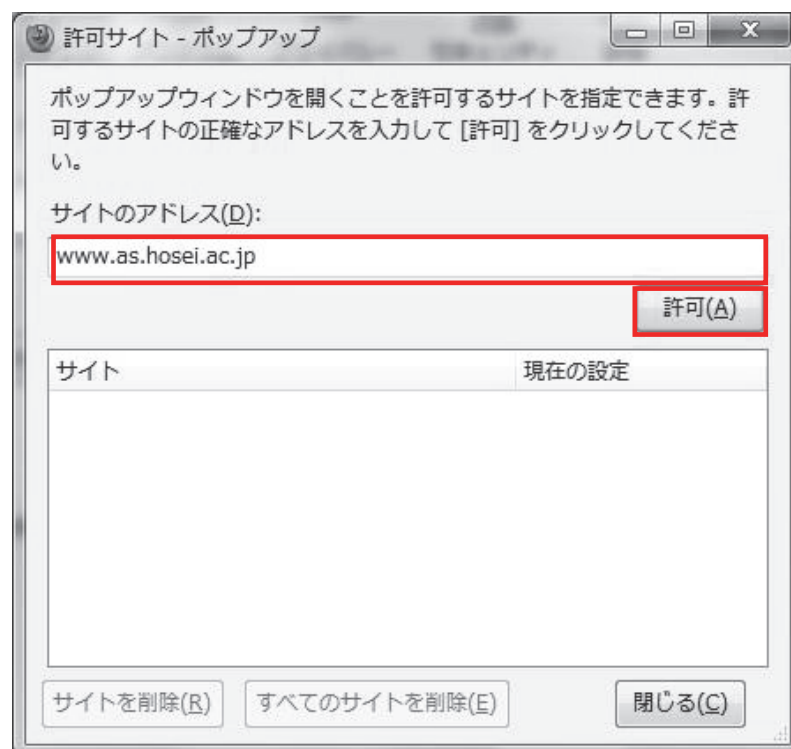 許可サイト - ポップアップ
ポップアップウィンドウを開くことを許可するサイトを指定できます。許
可するサイトの正確なアドレスを入力して [許可] をクリックしてくださ
い。
サイトのアドレス(D):
www.as.hosei.ac.jp
許可(A)
サイト 現在の設定
サイトを削除(R) すべてのサイトを削除(E) 閉じる(C)